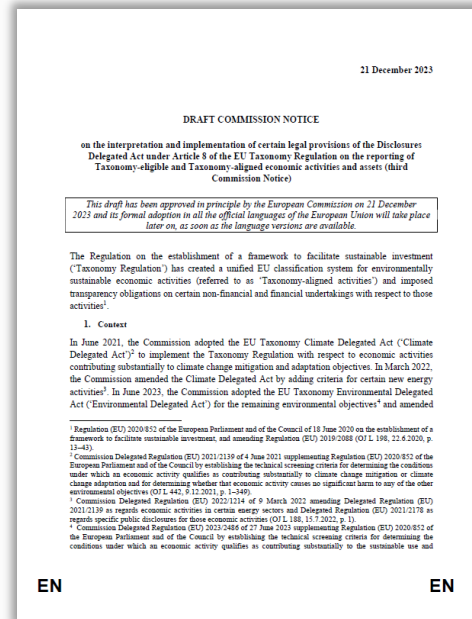 21 December 2023
DRAFT COMMISSION NOTICE
on the interpretation and implementation of certain legal provisions of the Disclosures
Delegated Act under Article 8 of the EU Taxonomy Regulation on the reporting of
Taxonomy-eligible and Taxonomy-aligned economic activities and assets (third
Commission Notice)
This draft has been approved in principle by the European Commission on 21 December
2023 and its formal adoption in all the official languages of the European Union will take place
later on, as soon as the language versions are available.
The Regulation on the establishment of a framework to facilitate sustainable investment
(‘Taxonomy Regulation’) has created a unified EU classification system for environmentally
sustainable economic activities (referred to as ‘Taxonomy-aligned activities’) and imposed
transparency obligations on certain non-financial and financial undertakings with respect to those
activities¹.
1. Context
In June 2021, the Commission adopted the EU Taxonomy Climate Delegated Act (‘Climate
Delegated Act’)² to implement the Taxonomy Regulation with respect to economic activities
contributing substantially to climate change mitigation and adaptation objectives. In March 2022,
the Commission amended the Climate Delegated Act by adding criteria for certain new energy
activities³. In June 2023, the Commission adopted the EU Taxonomy Environmental Delegated
Act (‘Environmental Delegated Act’) for the remaining environmental objectives⁴ and amended
¹ Regulation (EU) 2020/852 of the European Parliament and of the Council of 18 June 2020 on the establishment of a
framework to facilitate sustainable investment, and amending Regulation (EU) 2019/2088 (OJ L 198, 22.6.2020, p.
13–43).
² Commission Delegated Regulation (EU) 2021/2139 of 4 June 2021 supplementing Regulation (EU) 2020/852 of the
European Parliament and of the Council by establishing the technical screening criteria for determining the conditions
under which an economic activity qualifies as contributing substantially to climate change mitigation or climate
change adaptation and for determining whether that economic activity causes no significant harm to any of the other
environmental objectives (OJ L 442, 9.12.2021, p. 1–349).
³ Commission Delegated Regulation (EU) 2022/1214 of 9 March 2022 amending Delegated Regulation (EU)
2021/2139 as regards economic activities in certain energy sectors and Delegated Regulation (EU) 2021/2178 as
regards specific public disclosures for those economic activities (OJ L 188, 15.7.2022, p. 1).
⁴ Commission Delegated Regulation (EU) 2023/2486 of 27 June 2023 supplementing Regulation (EU) 2020/852 of
the European Parliament and of the Council by establishing the technical screening criteria for determining the
conditions under which an economic activity qualifies as contributing substantially to the sustainable use and
EN EN